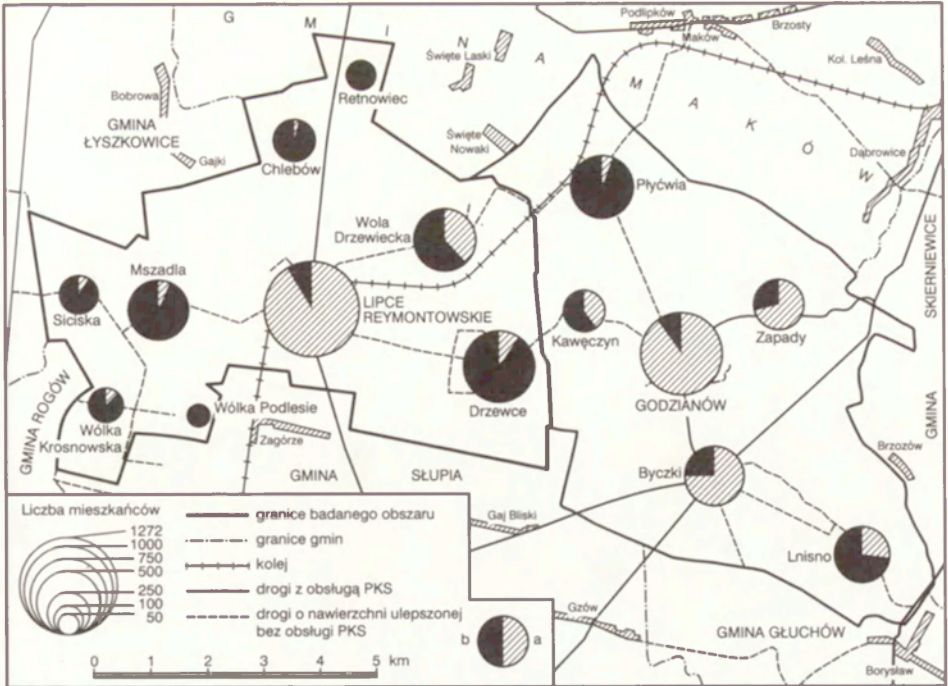 G M I N A M A K Ó W
Podlipków
Maków
Brzosty
Święte Laski
Kol. Leśna
Retnowiec
Bobrowa
GMINA
ŁYSZKOWICE
Gajki
Chlebów
Święte
Nowaki
Dąbrowice
Płyćwia
Wola
Drzewiecka
Mszadla
Siciska
LIPCE
REYMONTOWSKIE
Kawęczyn
Zapady
SKIERNIEWICE
GMINA
GMINA ROGÓW
Drzewce
GODZIANÓW
Wólka
Krosnowska
Wólka Podlesie
Zagórze
GMINA SŁUPIA
Byczki
Brzozów
Gaj Bliski
Lnisno
Gzów
GMINA GŁUCHÓW
Borysław
Liczba mieszkańców
1272
1000
750
500
250
100
50
granice badanego obszaru
granice gmin
kolej
drogi z obsługą PKS
drogi o nawierzchni ulepszonej
bez obsługi PKS
b a
0 1 2 3 4 5 km